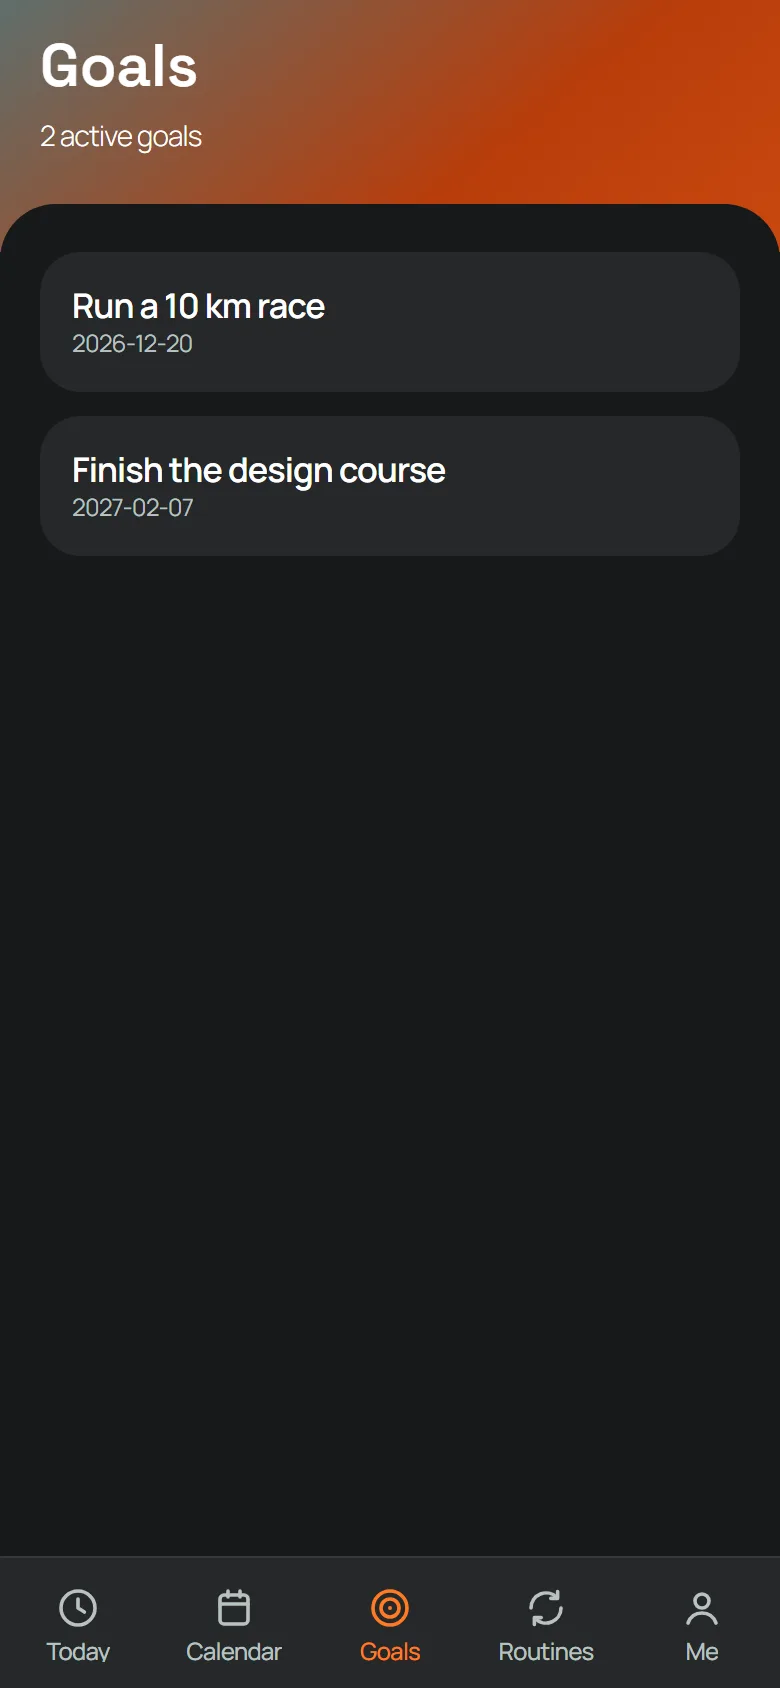 Goals
2 active goals
Run a 10 km race
2026-12-20
Finish the design course
2027-02-07
Today
Calendar
Goals
Routines
Me